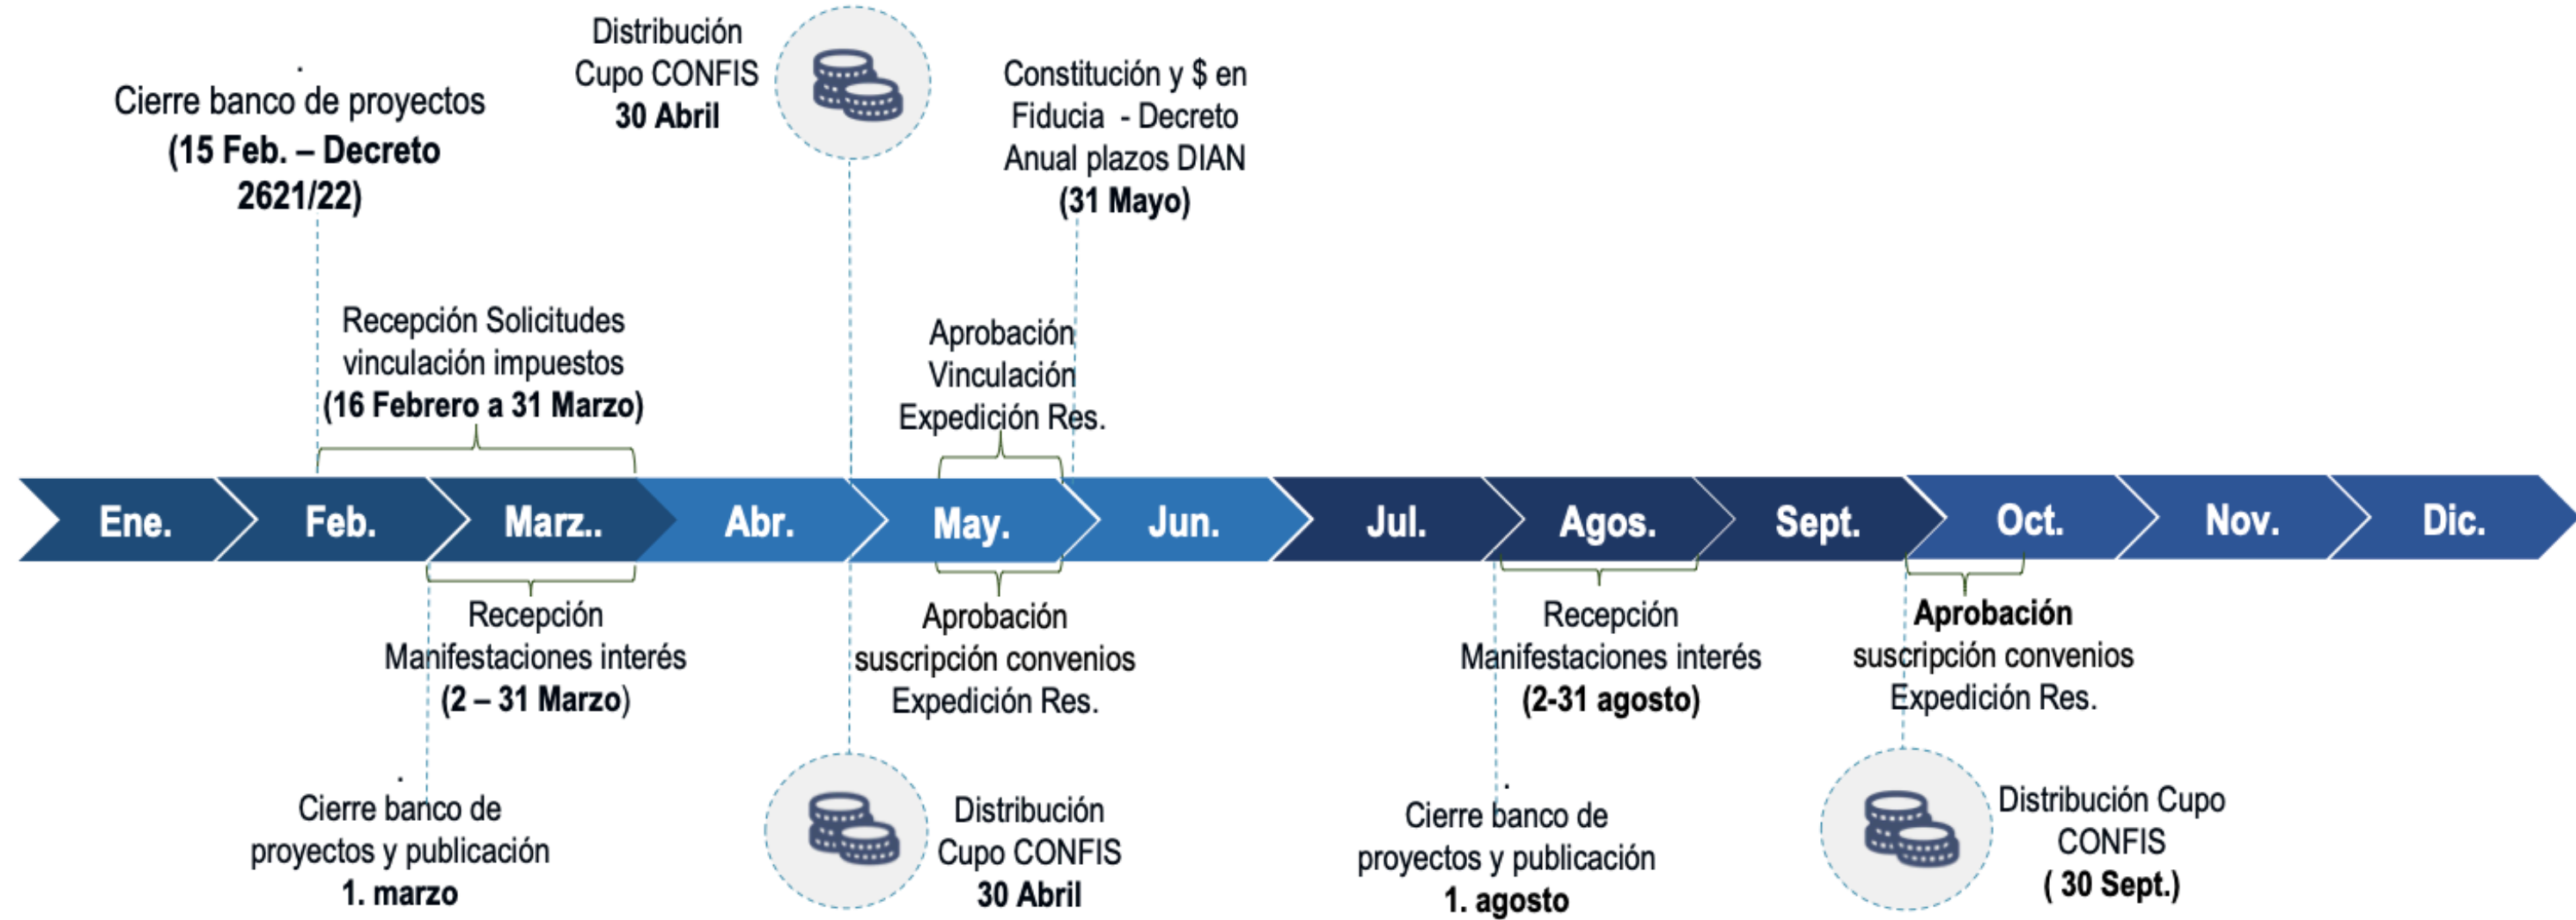 .
Cierre banco de proyectos
(15 Feb. – Decreto
2621/22)
Distribución
Cupo CONFIS
30 Abril
Constitución y $ en
Fiducia - Decreto
Anual plazos DIAN
(31 Mayo)
Recepción Solicitudes
vinculación impuestos
(16 Febrero a 31 Marzo)
Aprobación
Vinculación
Expedición Res.
Ene.
Feb.
Marz..
Abr.
May.
Jun.
Jul.
Agos.
Sept.
Oct.
Nov.
Dic.
Recepción
Manifestaciones interés
(2 – 31 Marzo)
Aprobación
suscripción convenios
Expedición Res.
Recepción
Manifestaciones interés
(2-31 agosto)
Aprobación
suscripción convenios
Expedición Res.
.
Cierre banco de
proyectos y publicación
1. marzo
Distribución
Cupo CONFIS
30 Abril
.
Cierre banco de
proyectos y publicación
1. agosto
Distribución Cupo
CONFIS
( 30 Sept.)